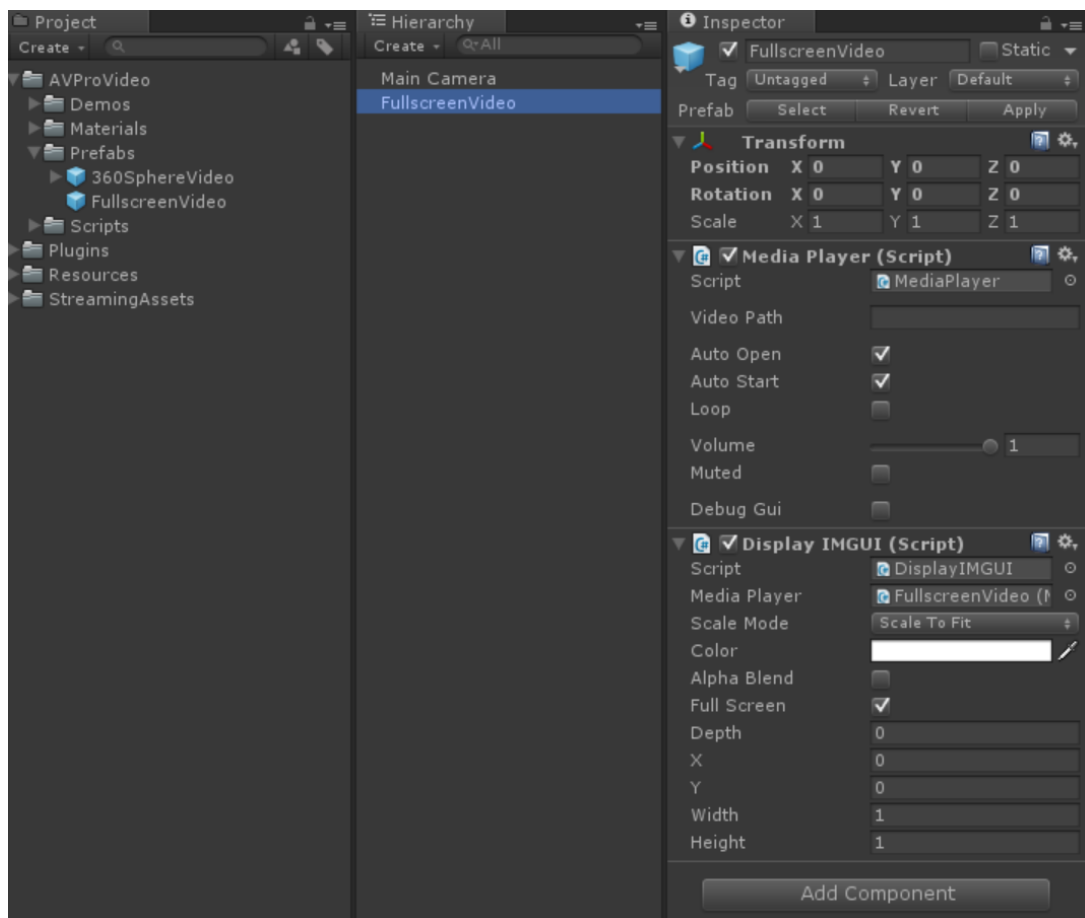 Project
Create
AVProVideo
Demos
Materials
Prefabs
360SphereVideo
FullscreenVideo
Scripts
Plugins
Resources
StreamingAssets
Hierarchy
Create All
Main Camera
FullscreenVideo
Inspector
FullscreenVideo Static
Tag Untagged Layer Default
Prefab Select Revert Apply
Transform
Position X 0 Y 0 Z 0
Rotation X 0 Y 0 Z 0
Scale X 1 Y 1 Z 1
Media Player (Script)
Script MediaPlayer
Video Path
Auto Open
Auto Start
Loop
Volume 1
Muted
Debug Gui
Display IMGUI (Script)
Script DisplayIMGUI
Media Player FullscreenVideo (M
Scale Mode Scale To Fit
Color
Alpha Blend
Full Screen
Depth 0
X 0
Y 0
Width 1
Height 1
Add Component